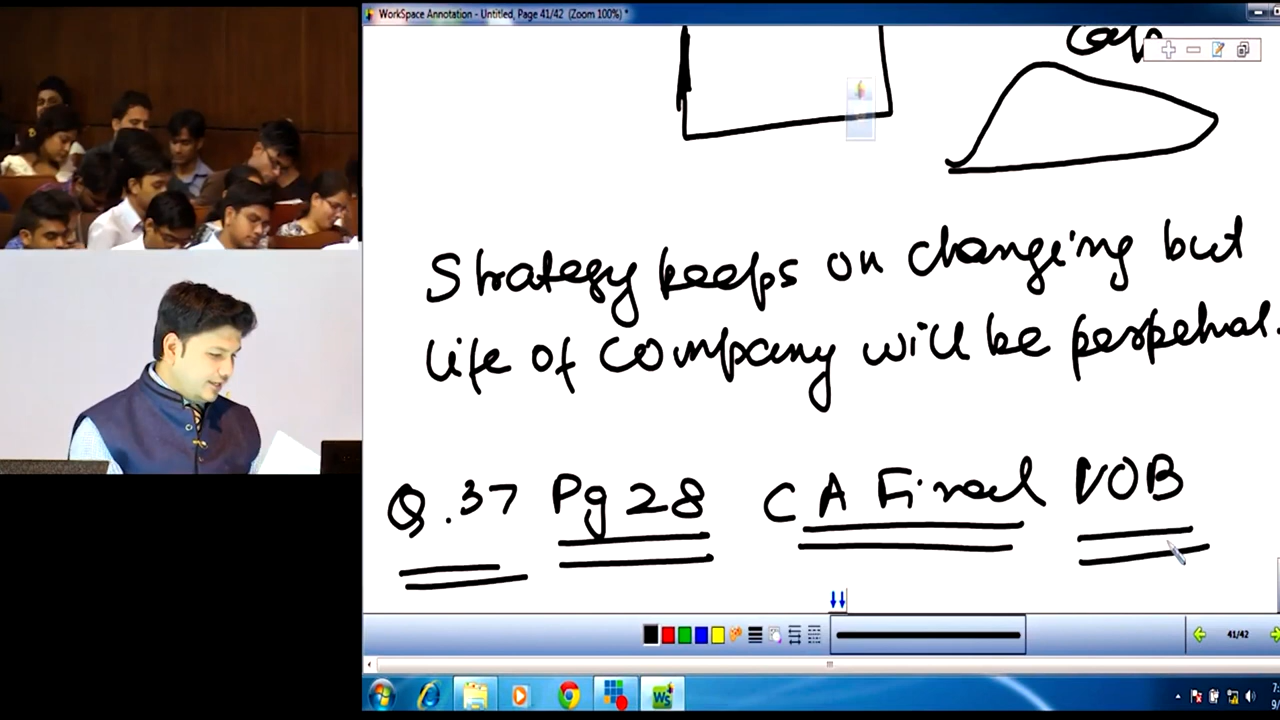 WorkSpace Annotation - Untitled, Page 41/42 (Zoom 100%) *
Strategy keeps on changeing but
life of company will be perpetual.
Q.37 Pg 28 CA Final VOB
41/42